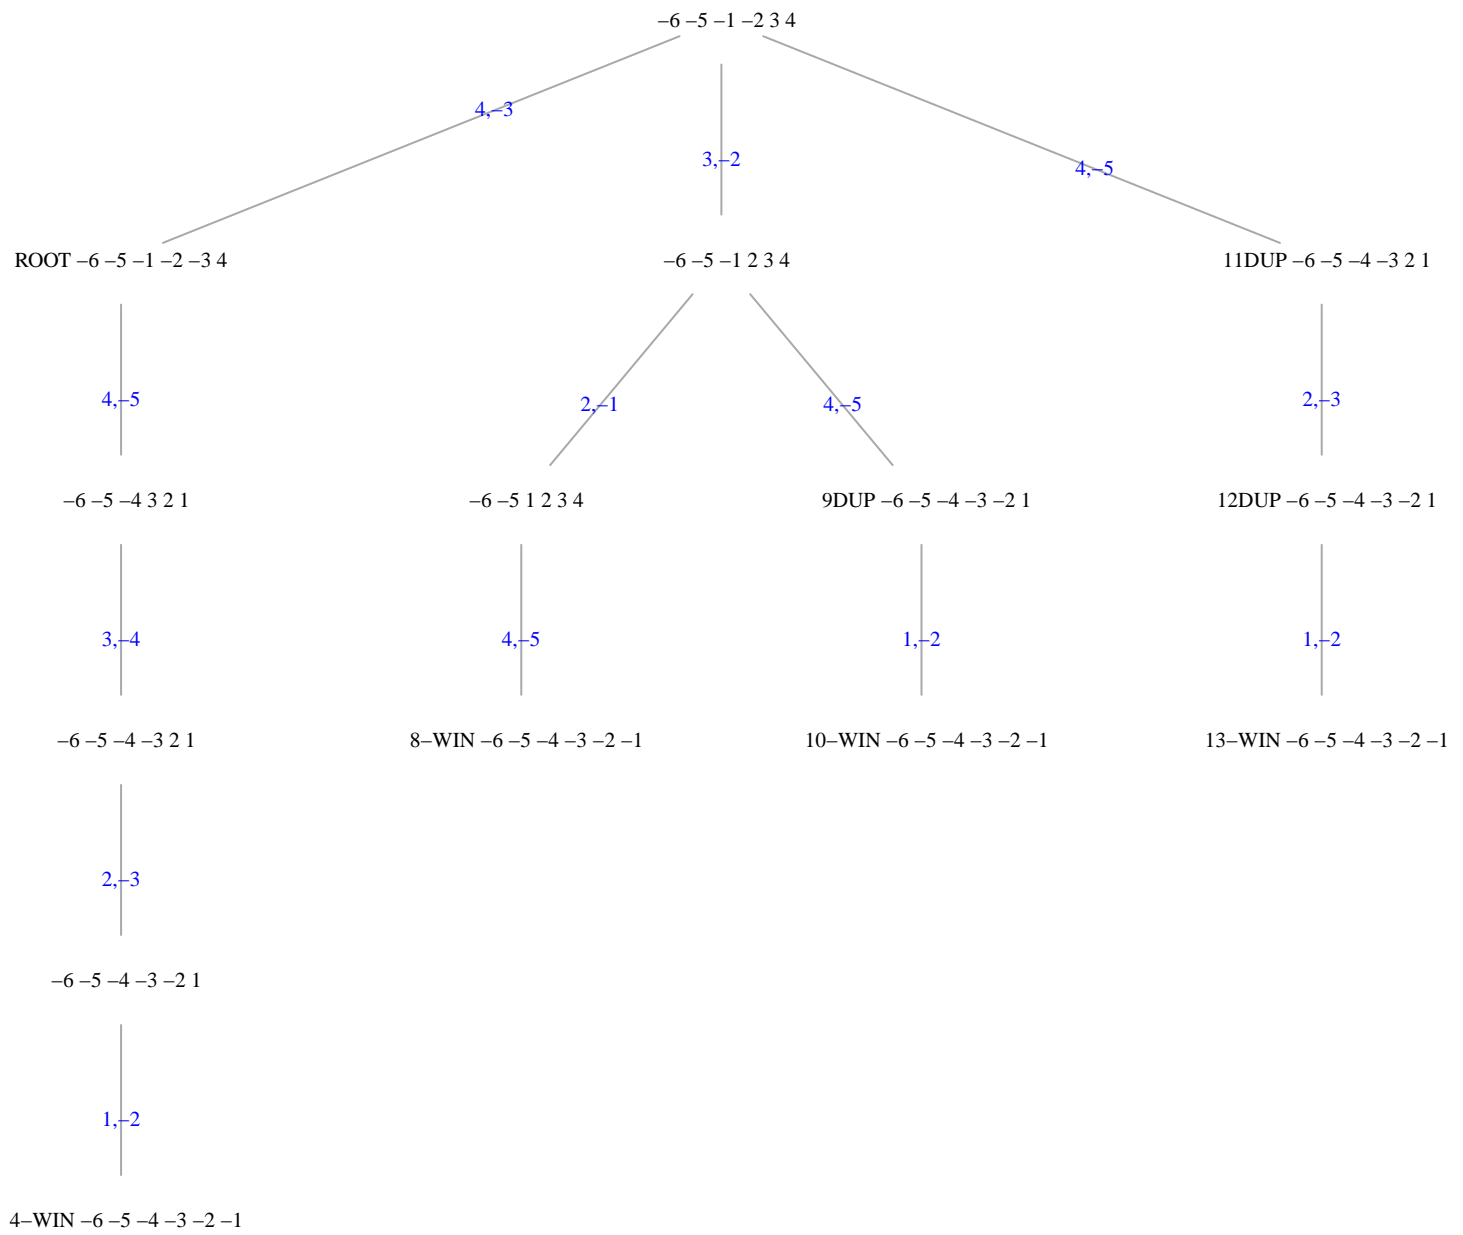 –6 –5 –1 –2 3 4
4,–3
3,–2
4,–5
ROOT –6 –5 –1 –2 –3 4
–6 –5 –1 2 3 4
11DUP –6 –5 –4 –3 2 1
4,–5
2,–1
4,–5
2,–3
–6 –5 –4 3 2 1
–6 –5 1 2 3 4
9DUP –6 –5 –4 –3 –2 1
12DUP –6 –5 –4 –3 –2 1
3,–4
4,–5
1,–2
1,–2
–6 –5 –4 –3 2 1
8–WIN –6 –5 –4 –3 –2 –1
10–WIN –6 –5 –4 –3 –2 –1
13–WIN –6 –5 –4 –3 –2 –1
2,–3
–6 –5 –4 –3 –2 1
1,–2
4–WIN –6 –5 –4 –3 –2 –1